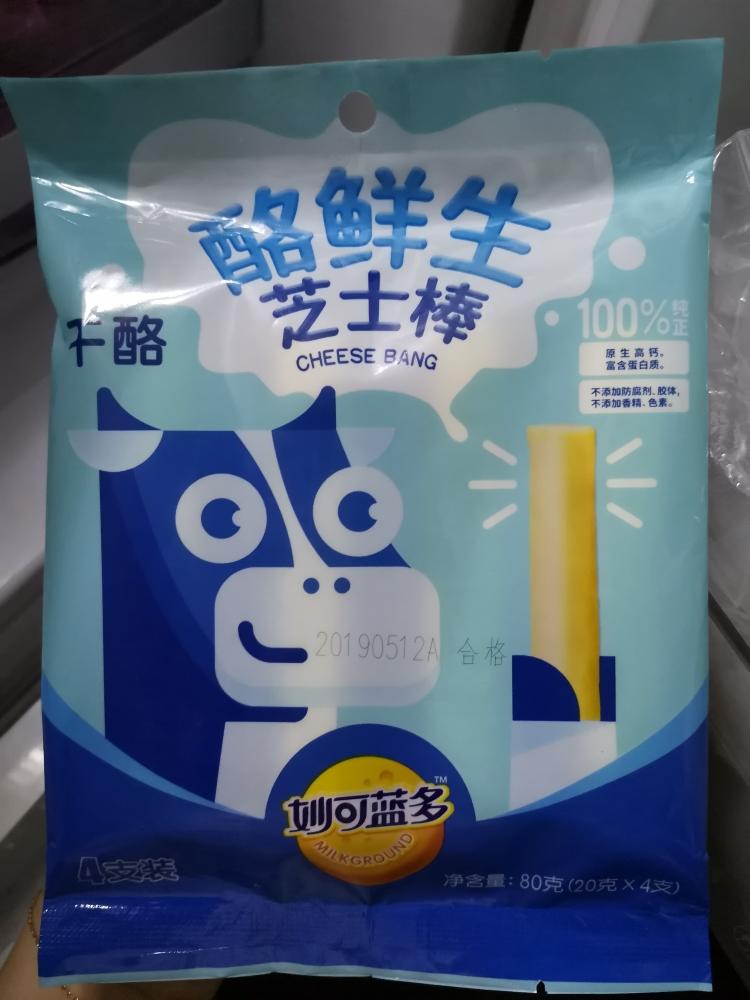 酪鲜生
芝士棒
CHEESE BANG
干酪
100%纯正
原生高钙。
富含蛋白质。
不添加防腐剂、胶体,
不添加香精、色素。
20190512A 合格
妙可蓝多™
MILKGROUND
4支装
净含量:80克(20克×4支)